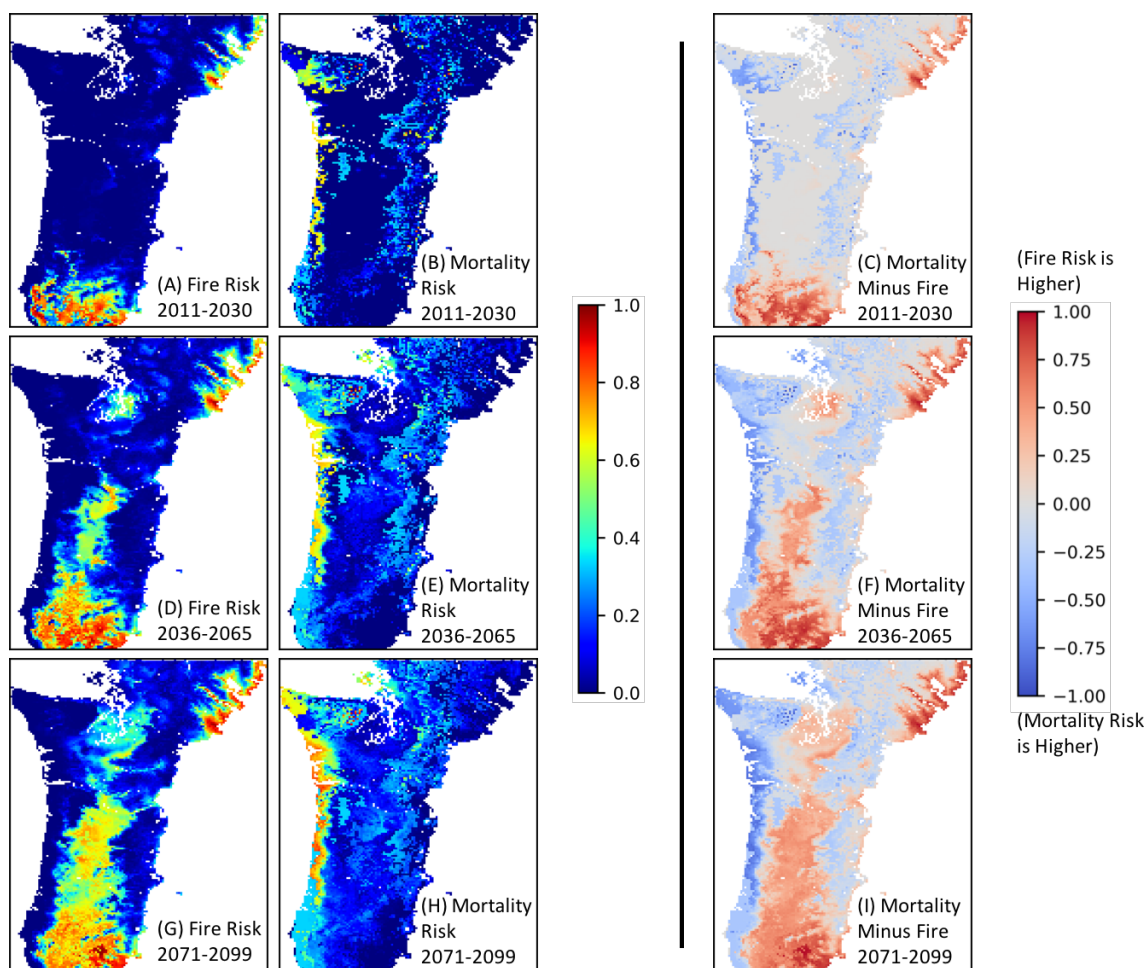 (A) Fire Risk
2011-2030
(B) Mortality
Risk
2011-2030
(C) Mortality
Minus Fire
2011-2030
(D) Fire Risk
2036-2065
(E) Mortality
Risk
2036-2065
(F) Mortality
Minus Fire
2036-2065
(G) Fire Risk
2071-2099
(H) Mortality
Risk
2071-2099
(I) Mortality
Minus Fire
2071-2099
1.0
0.8
0.6
0.4
0.2
0.0
(Fire Risk is
Higher)
1.00
0.75
0.50
0.25
0.00
−0.25
−0.50
−0.75
−1.00
(Mortality Risk
is Higher)